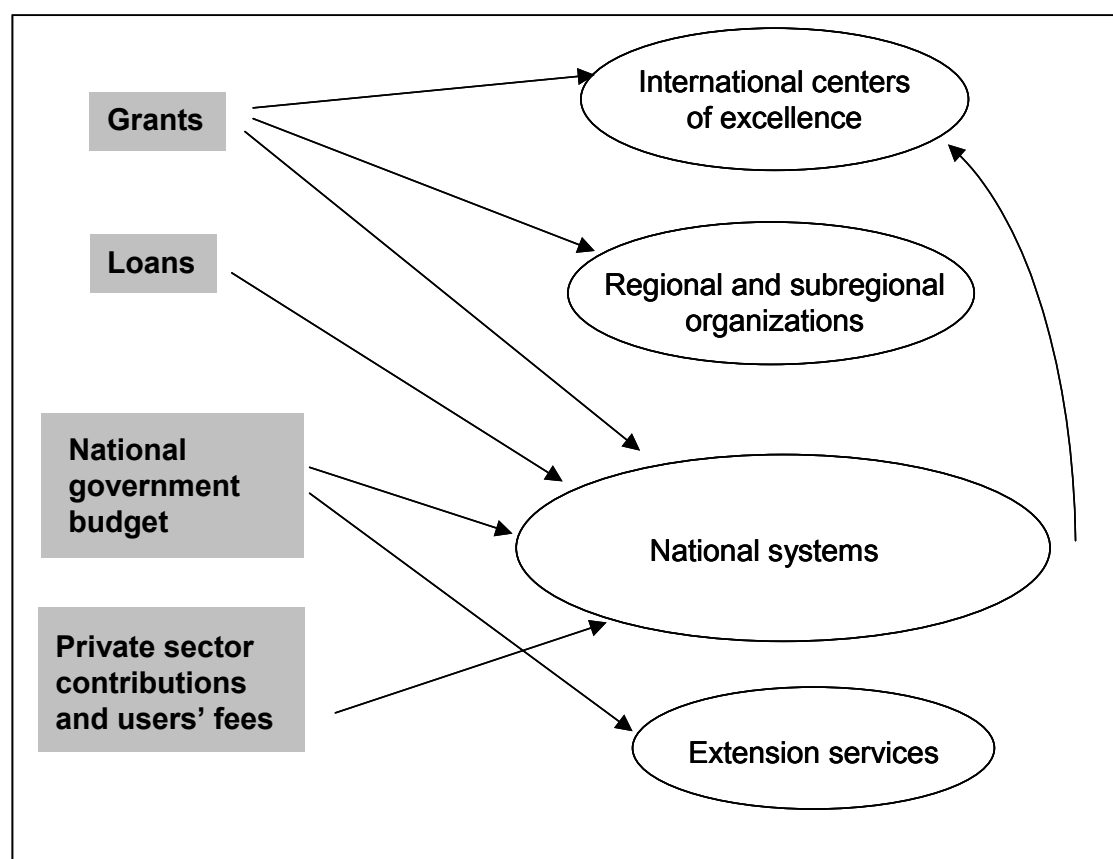 Grants
Loans
National
government
budget
Private sector
contributions
and users’ fees
International centers
of excellence
Regional and subregional
organizations
National systems
Extension services